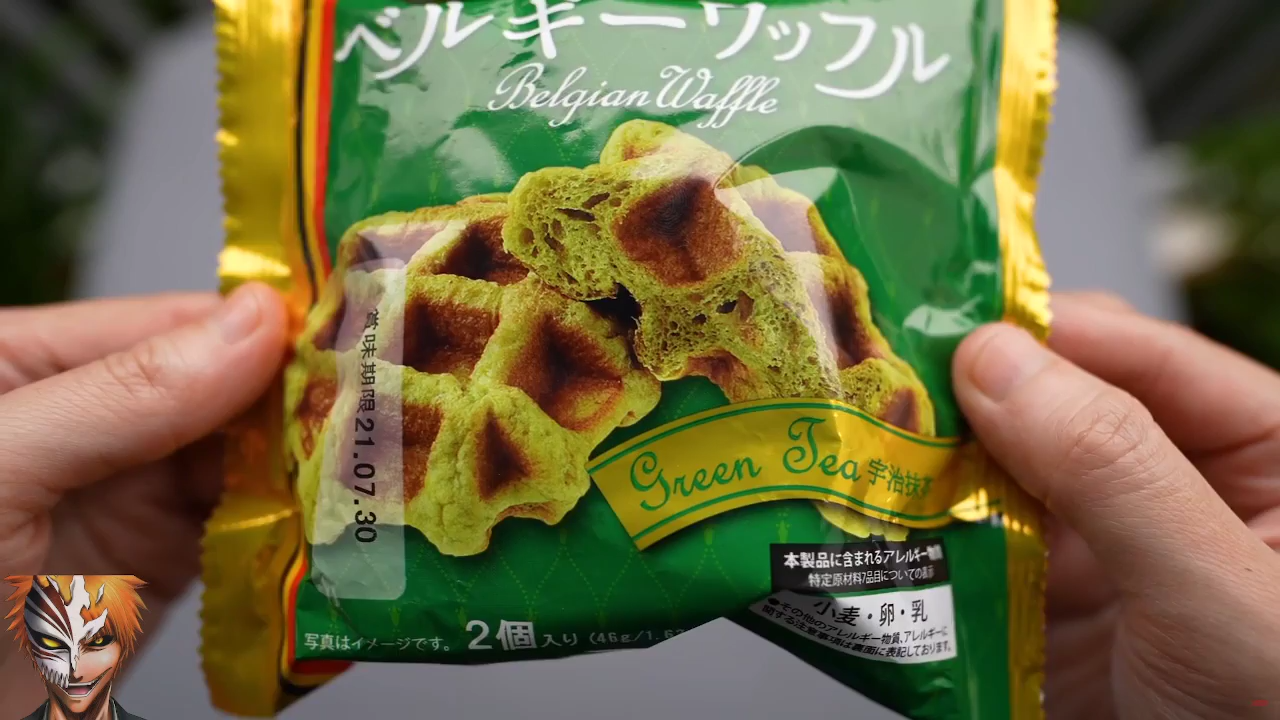 ベルギーワッフル
Belgian Waffle
賞味期限 21.07.30
Green Tea 宇治抹茶
本製品に含まれるアレルギー物質
特定原材料7品目についての表示
小麦・卵・乳
●その他のアレルギー物質、アレルギーに
関する注意事項は裏面に表記しております。
写真はイメージです。 2個入り (46g/1.62